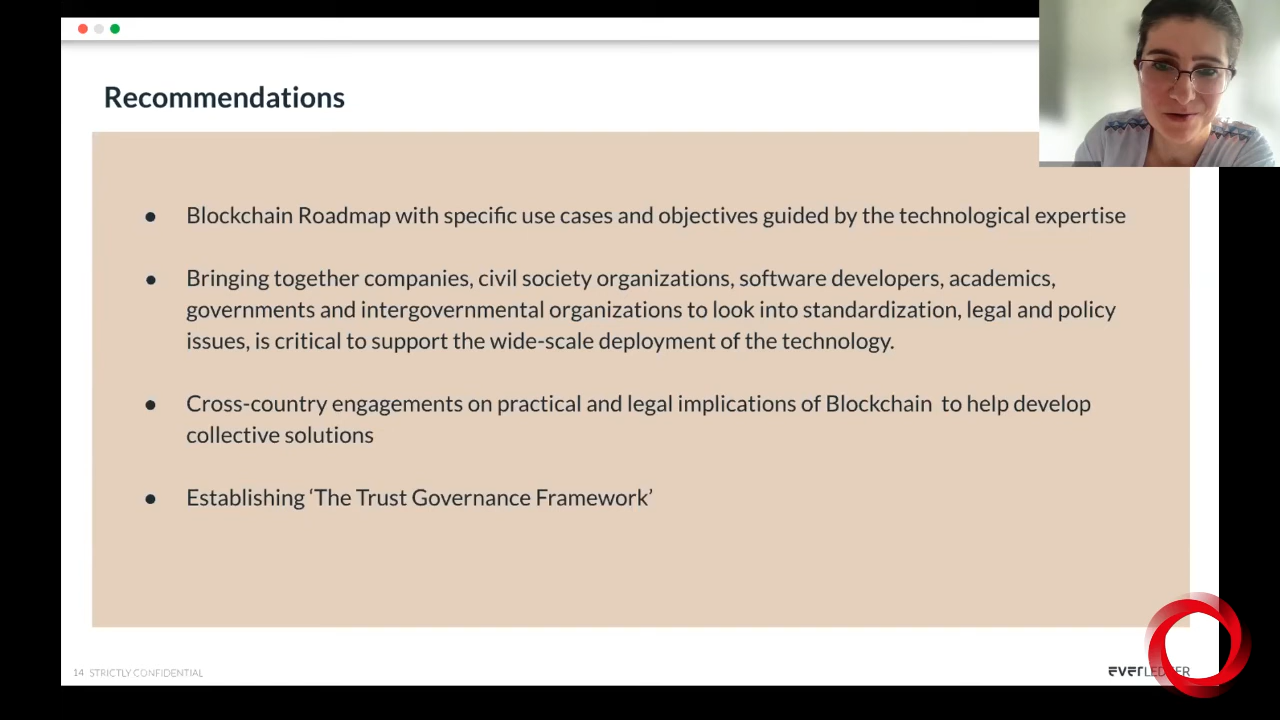 Recommendations
● Blockchain Roadmap with specific use cases and objectives guided by the technological expertise
● Bringing together companies, civil society organizations, software developers, academics,
governments and intergovernmental organizations to look into standardization, legal and policy
issues, is critical to support the wide-scale deployment of the technology.
● Cross-country engagements on practical and legal implications of Blockchain  to help develop
collective solutions
● Establishing ‘The Trust Governance Framework’
14 STRICTLY CONFIDENTIAL
EVERLEDGER